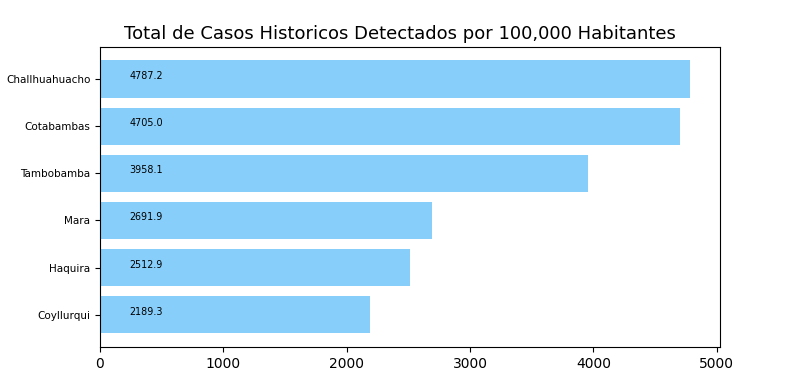 Total de Casos Historicos Detectados por 100,000 Habitantes
Challhuahuacho 4787.2
Cotabambas 4705.0
Tambobamba 3958.1
Mara 2691.9
Haquira 2512.9
Coyllurqui 2189.3
0 1000 2000 3000 4000 5000